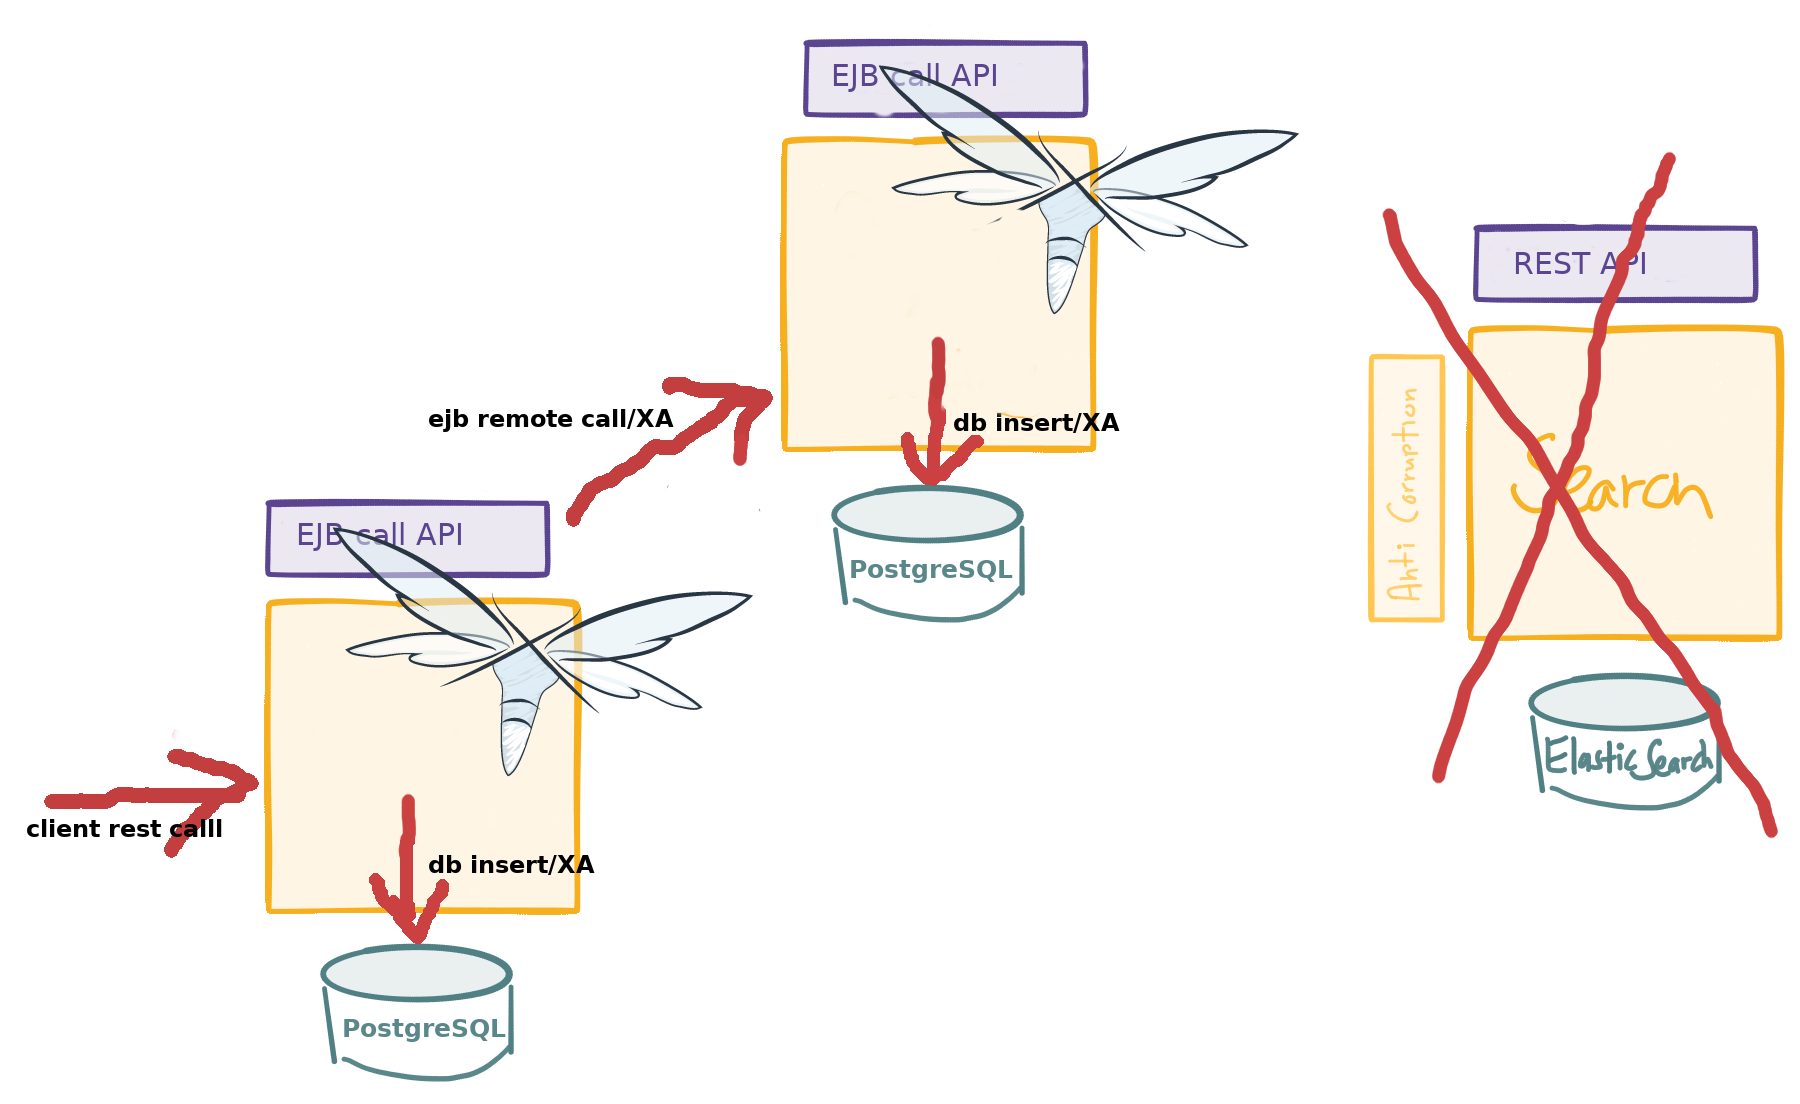 EJB call API
REST API
ejb remote call/XA
db insert/XA
Anti Corruption
Search
EJB call API
PostgreSQL
ElasticSearch
client rest calll
db insert/XA
PostgreSQL